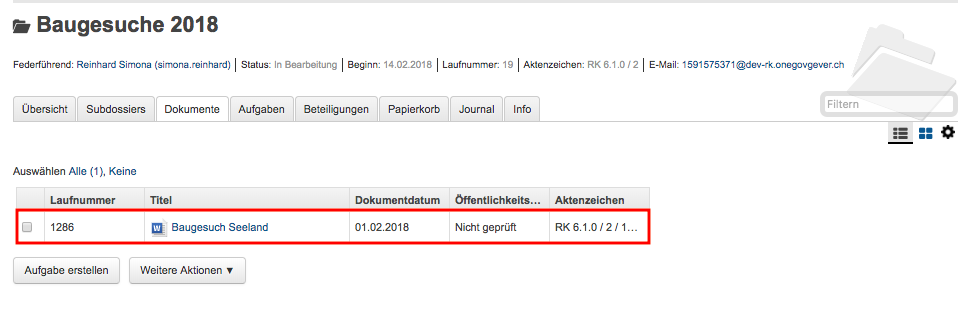 Baugesuche 2018
Federführend: Reinhard Simona (simona.reinhard) Status: In Bearbeitung Beginn: 14.02.2018 Laufnummer: 19 Aktenzeichen: RK 6.1.0 / 2 E-Mail: 1591575371@dev-rk.onegovgever.ch
Übersicht Subdossiers Dokumente Aufgaben Beteiligungen Papierkorb Journal Info
Filtern
Auswählen Alle (1), Keine
Laufnummer Titel Dokumentdatum Öffentlichkeits... Aktenzeichen
1286 Baugesuch Seeland 01.02.2018 Nicht geprüft RK 6.1.0 / 2 / 1...
Aufgabe erstellen Weitere Aktionen ▼